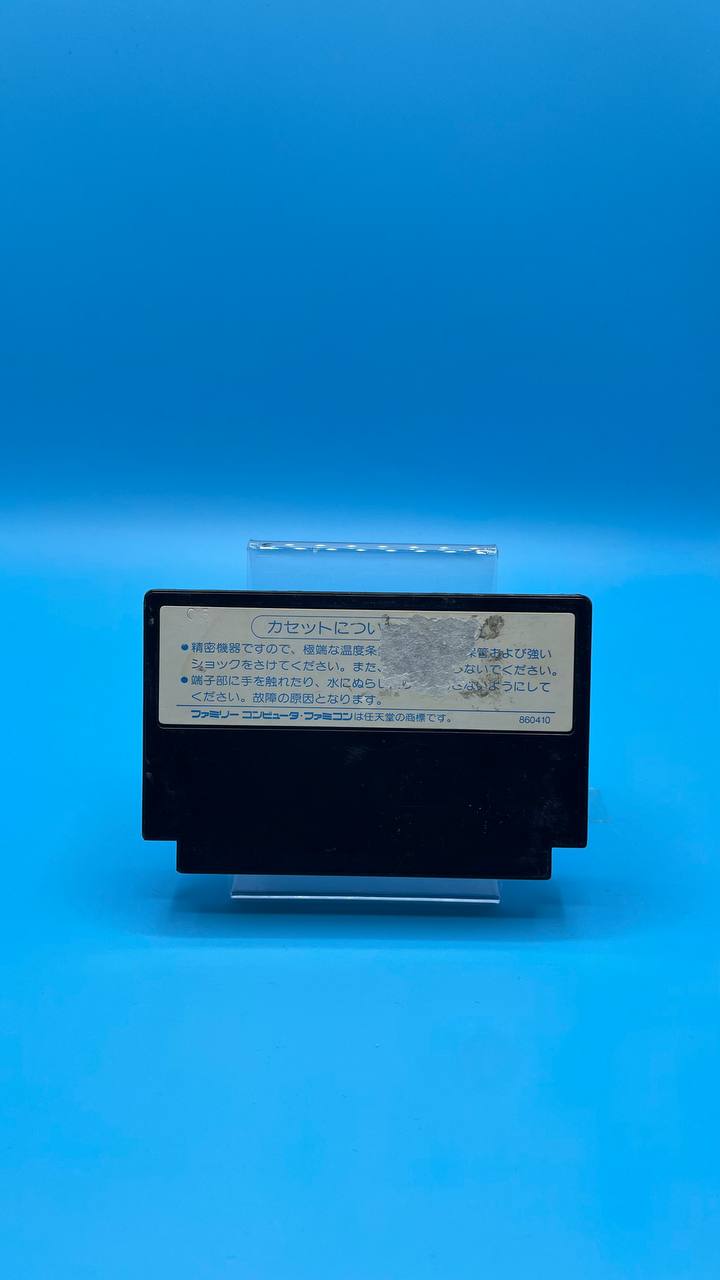 カセットについ
●精密機器ですので、極端な温度条 保管および強い
ショックをさけてください。また、 ないでください。
●端子部に手を触れたり、水にぬら ないようにして
ください。故障の原因となります。
ファミリーコンピュータ・ファミコンは任天堂の商標です。
860410